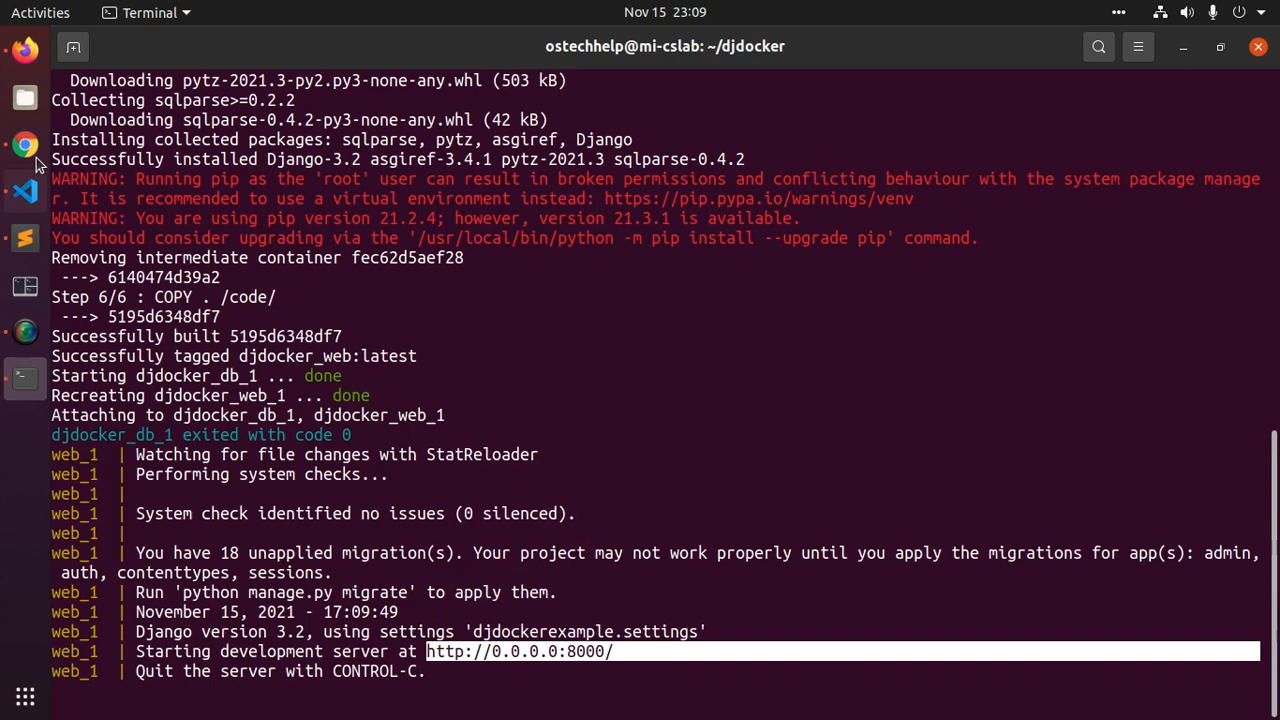 Activities
Terminal
Nov 15 23:09
ostechhelp@mi-cslab: ~/djdocker
Downloading pytz-2021.3-py2.py3-none-any.whl (503 kB)
Collecting sqlparse>=0.2.2
Downloading sqlparse-0.4.2-py3-none-any.whl (42 kB)
Installing collected packages: sqlparse, pytz, asgiref, Django
Successfully installed Django-3.2 asgiref-3.4.1 pytz-2021.3 sqlparse-0.4.2
WARNING: Running pip as the 'root' user can result in broken permissions and conflicting behaviour with the system package manage
r. It is recommended to use a virtual environment instead: https://pip.pypa.io/warnings/venv
WARNING: You are using pip version 21.2.4; however, version 21.3.1 is available.
You should consider upgrading via the '/usr/local/bin/python -m pip install --upgrade pip' command.
Removing intermediate container fec62d5aef28
---> 6140474d39a2
Step 6/6 : COPY . /code/
---> 5195d6348df7
Successfully built 5195d6348df7
Successfully tagged djdocker_web:latest
Starting djdocker_db_1 ... done
Recreating djdocker_web_1 ... done
Attaching to djdocker_db_1, djdocker_web_1
djdocker_db_1 exited with code 0
web_1 | Watching for file changes with StatReloader
web_1 | Performing system checks...
web_1 |
web_1 | System check identified no issues (0 silenced).
web_1 |
web_1 | You have 18 unapplied migration(s). Your project may not work properly until you apply the migrations for app(s): admin,
auth, contenttypes, sessions.
web_1 | Run 'python manage.py migrate' to apply them.
web_1 | November 15, 2021 - 17:09:49
web_1 | Django version 3.2, using settings 'djdockerexample.settings'
web_1 | Starting development server at http://0.0.0.0:8000/
web_1 | Quit the server with CONTROL-C.